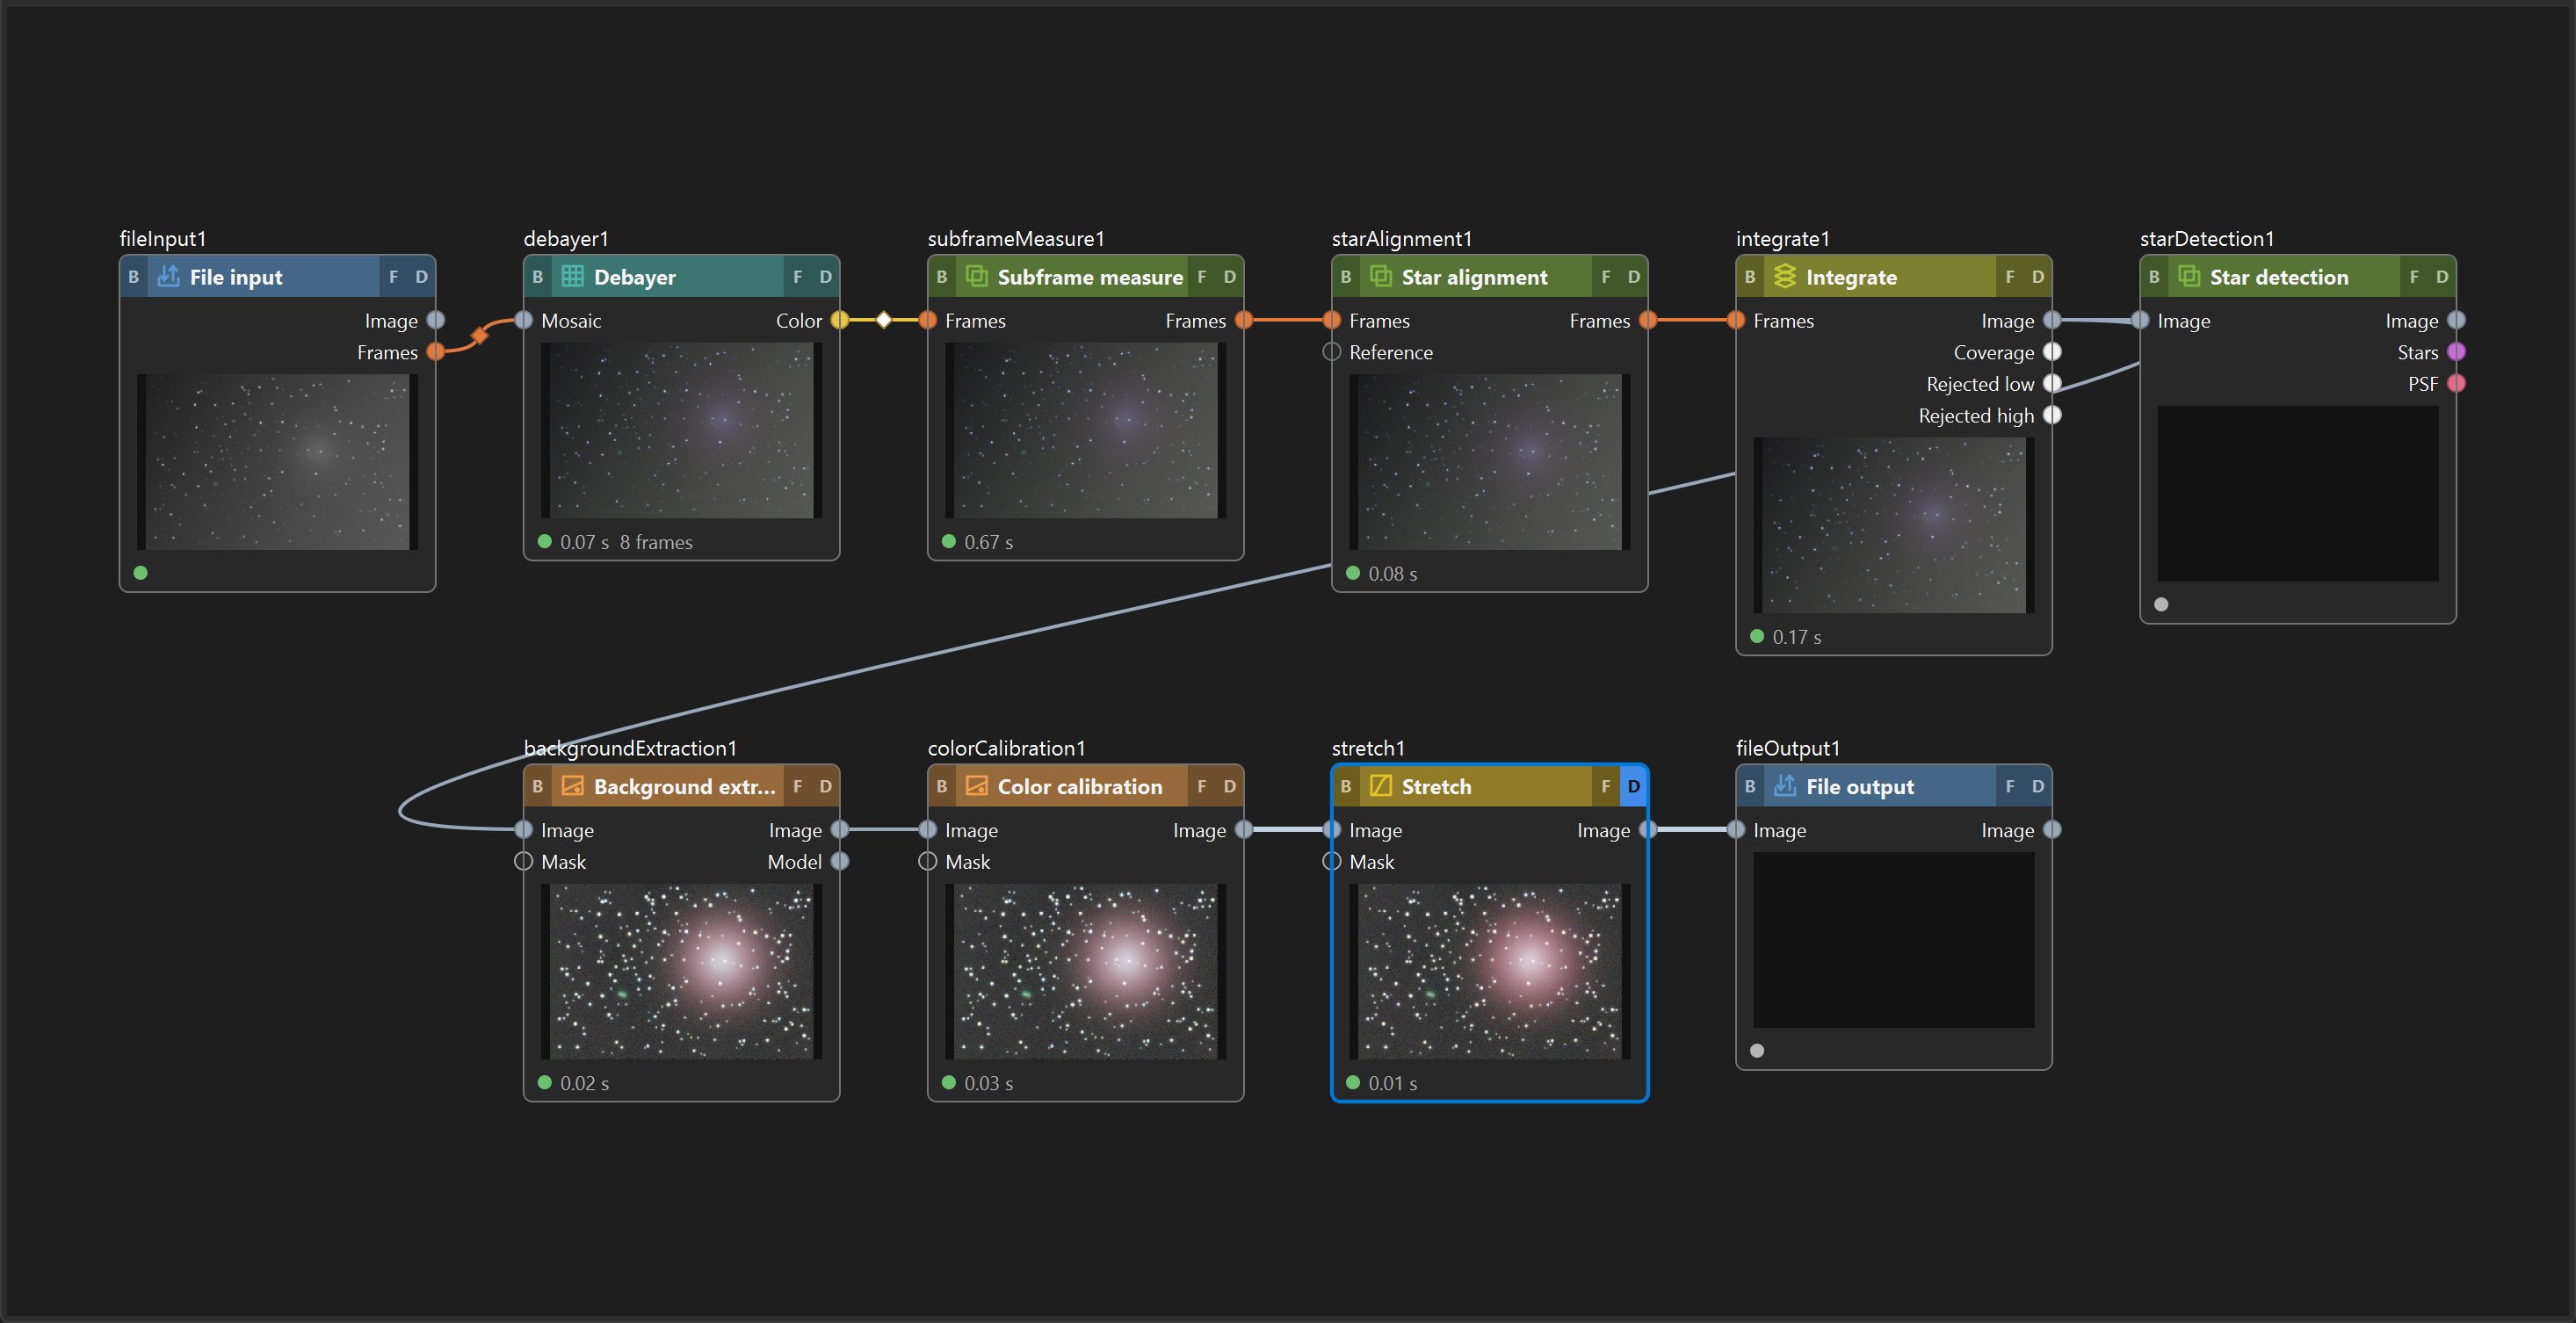 fileInput1
B File input F D
Image
Frames
debayer1
B Debayer F D
Mosaic Color
0.07 s 8 frames
subframeMeasure1
B Subframe measure F D
Frames Frames
0.67 s
starAlignment1
B Star alignment F D
Frames Frames
Reference
0.08 s
integrate1
B Integrate F D
Frames Image
Coverage
Rejected low
Rejected high
0.17 s
starDetection1
B Star detection F D
Image Image
Stars
PSF
backgroundExtraction1
B Background extr... F D
Image Image
Mask Model
0.02 s
colorCalibration1
B Color calibration F D
Image Image
Mask
0.03 s
stretch1
B Stretch F D
Image Image
Mask
0.01 s
fileOutput1
B File output F D
Image Image